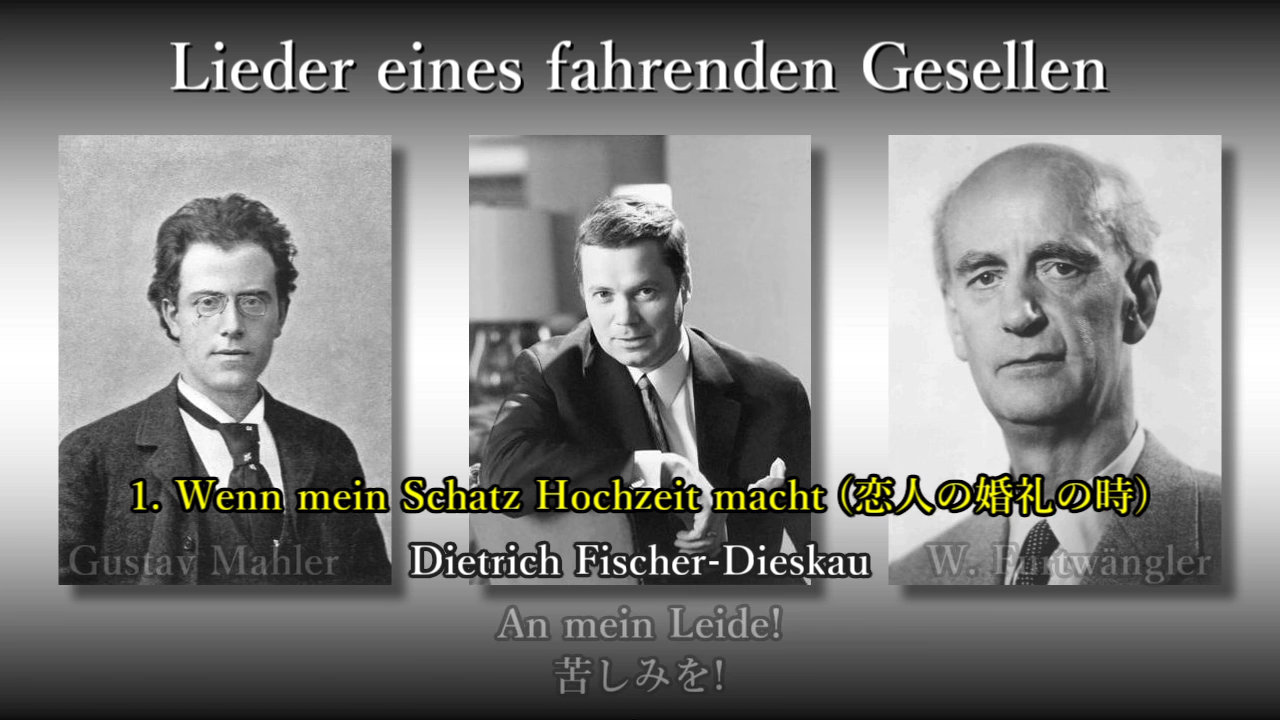 Lieder eines fahrenden Gesellen
1. Wenn mein Schatz Hochzeit macht (恋人の婚礼の時)
Gustav Mahler
Dietrich Fischer-Dieskau
W. Furtwängler
An mein Leide!
苦しみを!